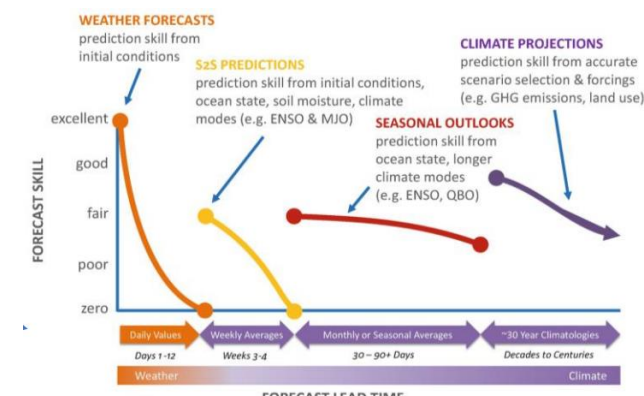 WEATHER FORECASTS
prediction skill from
initial conditions
S2S PREDICTIONS
prediction skill from initial conditions,
ocean state, soil moisture, climate
modes (e.g. ENSO & MJO)
SEASONAL OUTLOOKS
prediction skill from
ocean state, longer
climate modes
(e.g. ENSO, QBO)
CLIMATE PROJECTIONS
prediction skill from accurate
scenario selection & forcings
(e.g. GHG emissions, land use)
FORECAST SKILL
excellent
good
fair
poor
zero
Daily Values
Weekly Averages
Monthly or Seasonal Averages
~30 Year Climatologies
Days 1-12
Weeks 3-4
30 – 90+ Days
Decades to Centuries
Weather
Climate
FORECAST LEAD TIME